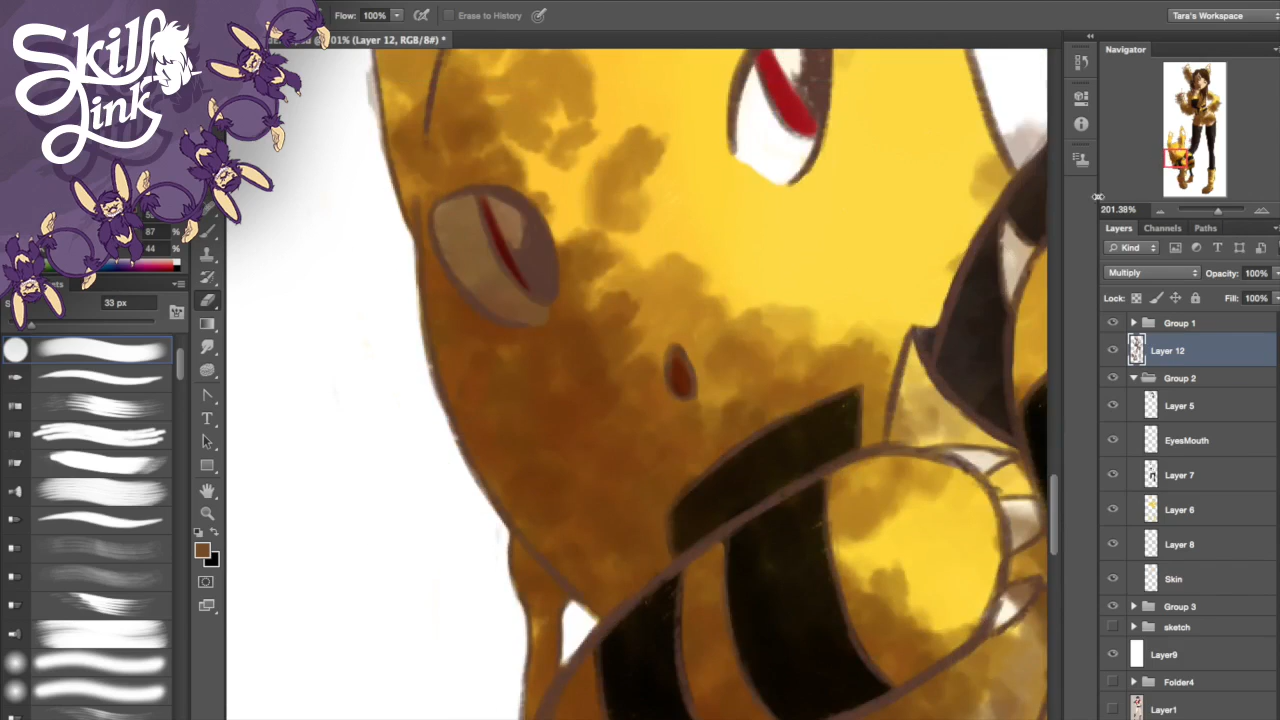 Skill
Link
Flow: 100% Erase to History
Tara's Workspace
01% (Layer 12, RGB/8#) *
Navigator
201.38%
Layers Channels Paths
Kind
Multiply Opacity: 100%
Lock: Fill: 100%
87 %
44 %
33 px
Group 1
Layer 12
Group 2
Layer 5
EyesMouth
Layer 7
Layer 6
Layer 8
Skin
Group 3
sketch
Layer9
Folder4
Layer1